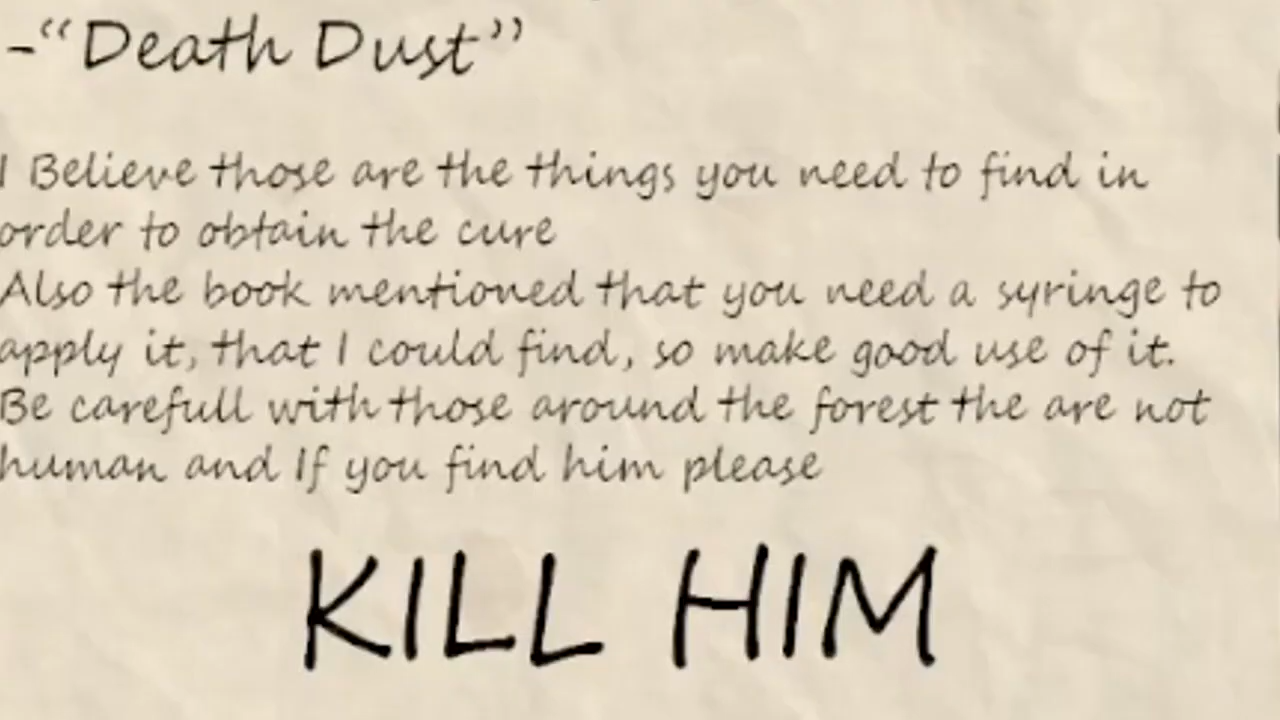 -“Death Dust”
I Believe those are the things you need to find in
order to obtain the cure
Also the book mentioned that you need a syringe to
apply it, that I could find, so make good use of it.
Be carefull with those around the forest the are not
human and If you find him please
KILL HIM